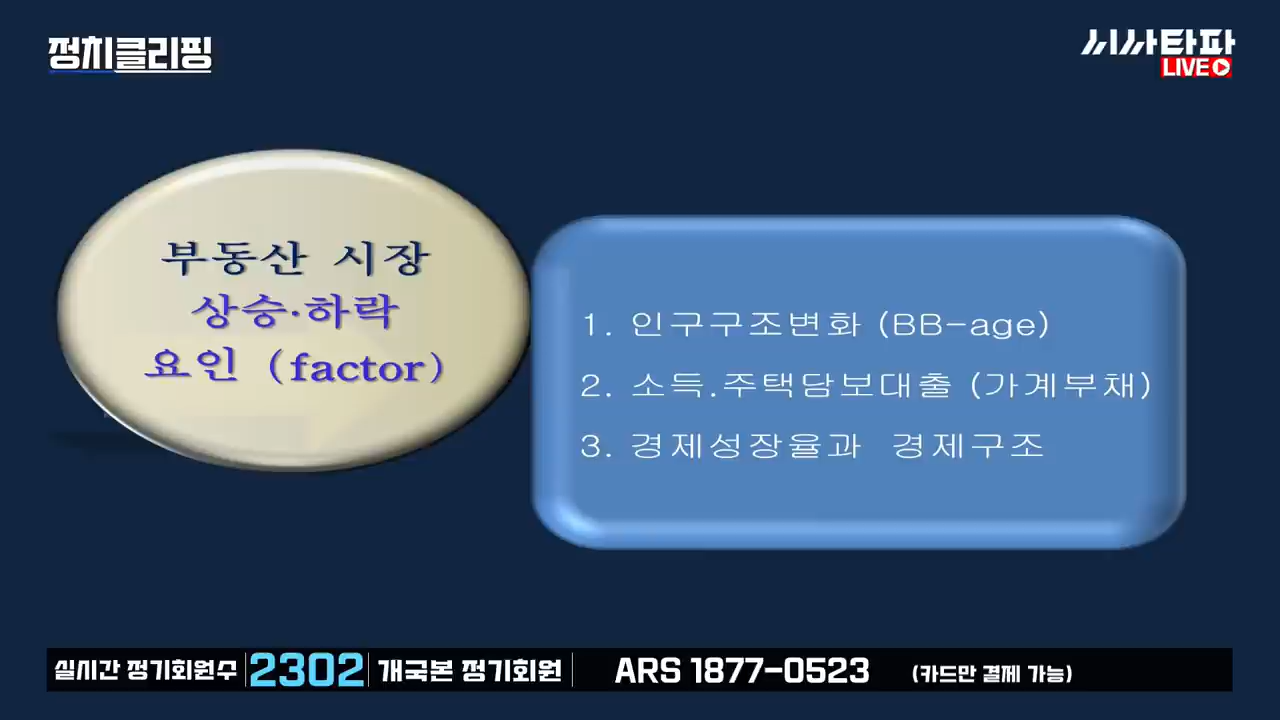 정치클리핑
시사타파
LIVE
부동산 시장
상승·하락
요인 (factor)
1. 인구구조변화 (BB-age)
2. 소득.주택담보대출 (가계부채)
3. 경제성장율과 경제구조
실시간 정기회원수 2302 개국본 정기회원 ARS 1877-0523 (카드만 결제 가능)